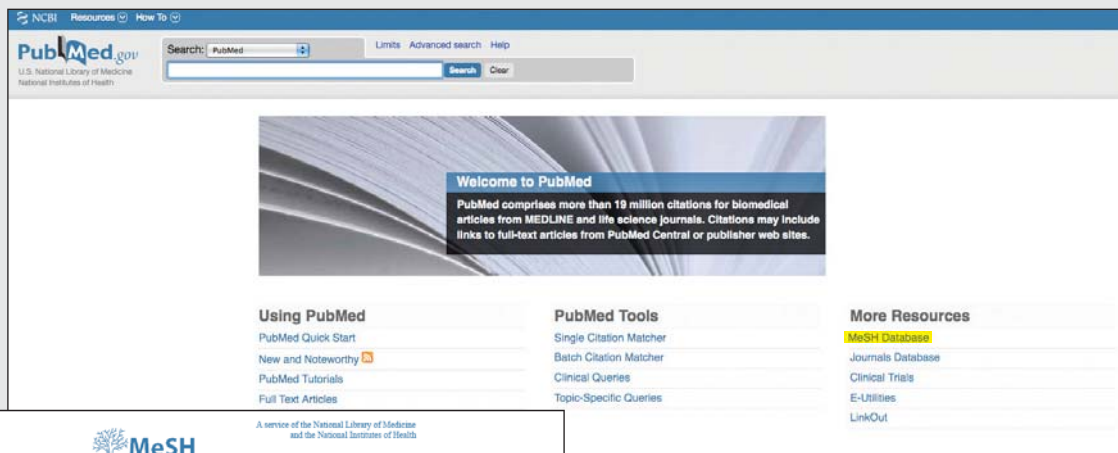 NCBI Resources How To
PubMed.gov
U.S. National Library of Medicine
National Institutes of Health
Search: PubMed
Limits Advanced search Help
Search Clear
Welcome to PubMed
PubMed comprises more than 19 million citations for biomedical
articles from MEDLINE and life science journals. Citations may include
links to full-text articles from PubMed Central or publisher web sites.
Using PubMed
PubMed Quick Start
New and Noteworthy
PubMed Tutorials
Full Text Articles
PubMed Tools
Single Citation Matcher
Batch Citation Matcher
Clinical Queries
Topic-Specific Queries
More Resources
MeSH Database
Journals Database
Clinical Trials
E-Utilities
LinkOut
A service of the National Library of Medicine
and the National Institutes of Health
MeSH